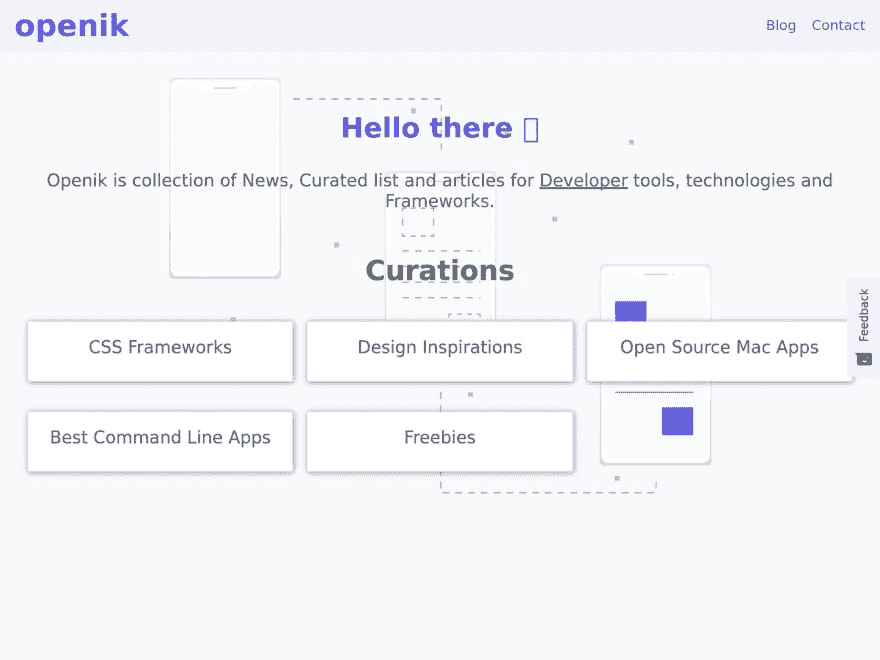 openik
Blog Contact
Hello there
Openik is collection of News, Curated list and articles for Developer tools, technologies and
Frameworks.
Curations
CSS Frameworks
Design Inspirations
Open Source Mac Apps
Best Command Line Apps
Freebies
Feedback